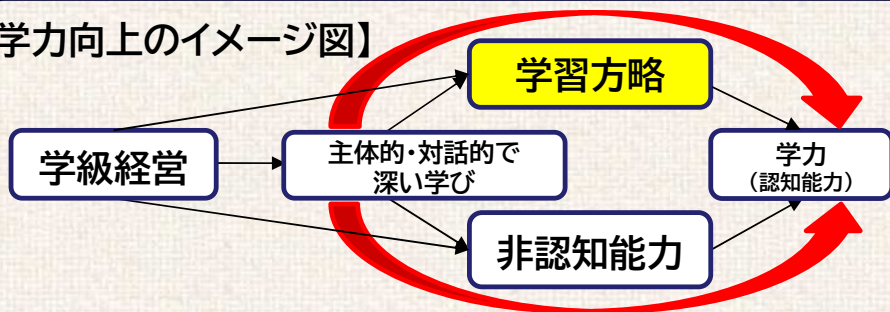 学力向上のイメージ図】
学習方略
学級経営
主体的・対話的で
深い学び
学力
(認知能力)
非認知能力